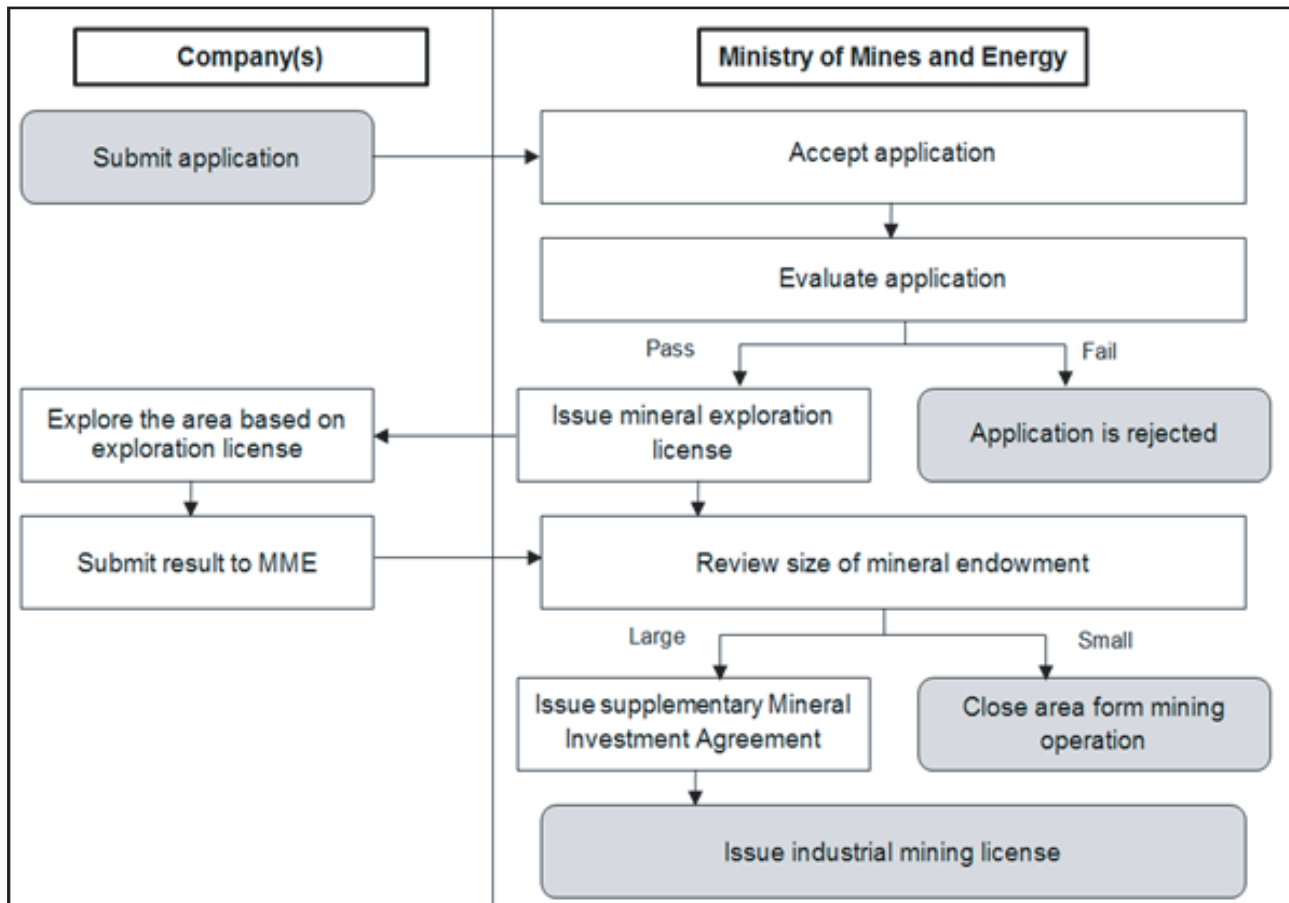 Company(s)
Ministry of Mines and Energy
Submit application
Accept application
Evaluate application
Pass
Fail
Explore the area based on
exploration license
Issue mineral exploration
license
Application is rejected
Submit result to MME
Review size of mineral endowment
Large
Small
Issue supplementary Mineral
Investment Agreement
Close area form mining
operation
Issue industrial mining license